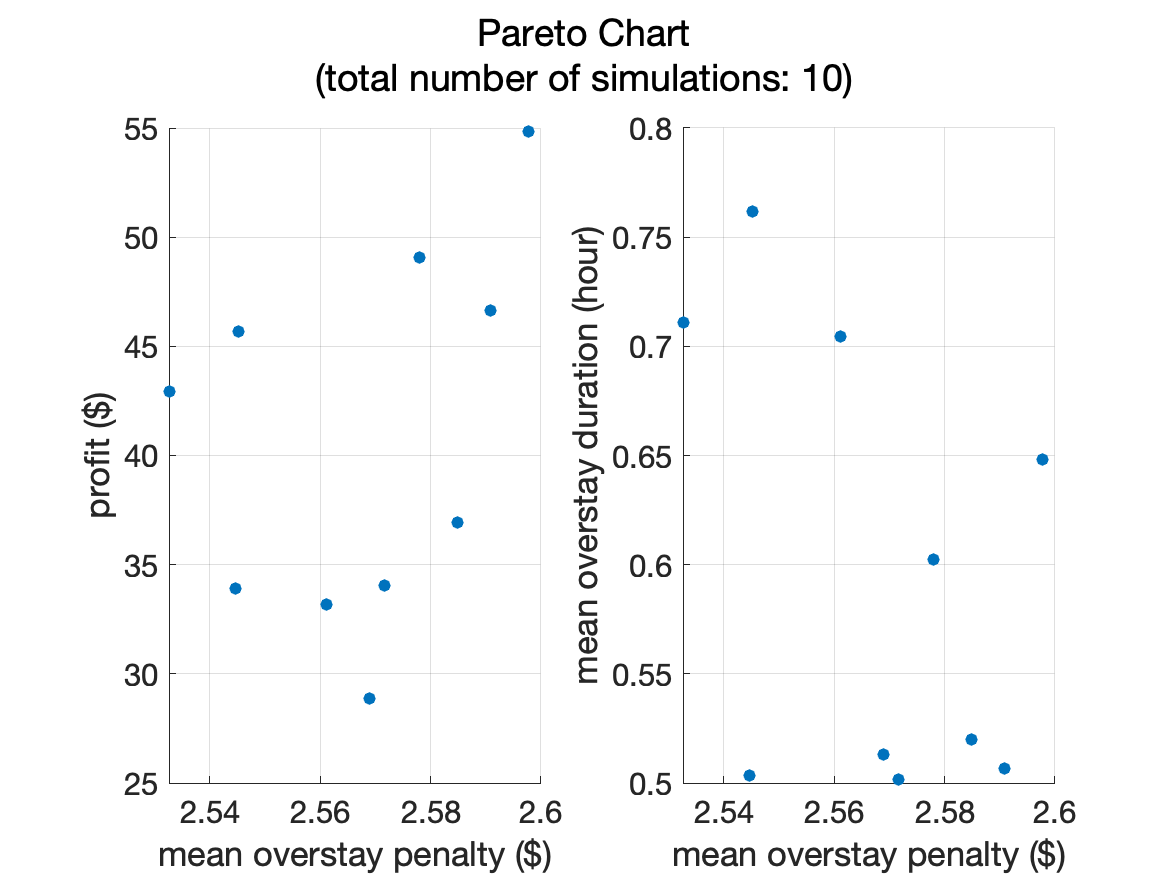 Pareto Chart
(total number of simulations: 10)
profit ($)
55
50
45
40
35
30
25
2.54 2.56 2.58 2.6
mean overstay penalty ($)
mean overstay duration (hour)
0.8
0.75
0.7
0.65
0.6
0.55
0.5
2.54 2.56 2.58 2.6
mean overstay penalty ($)